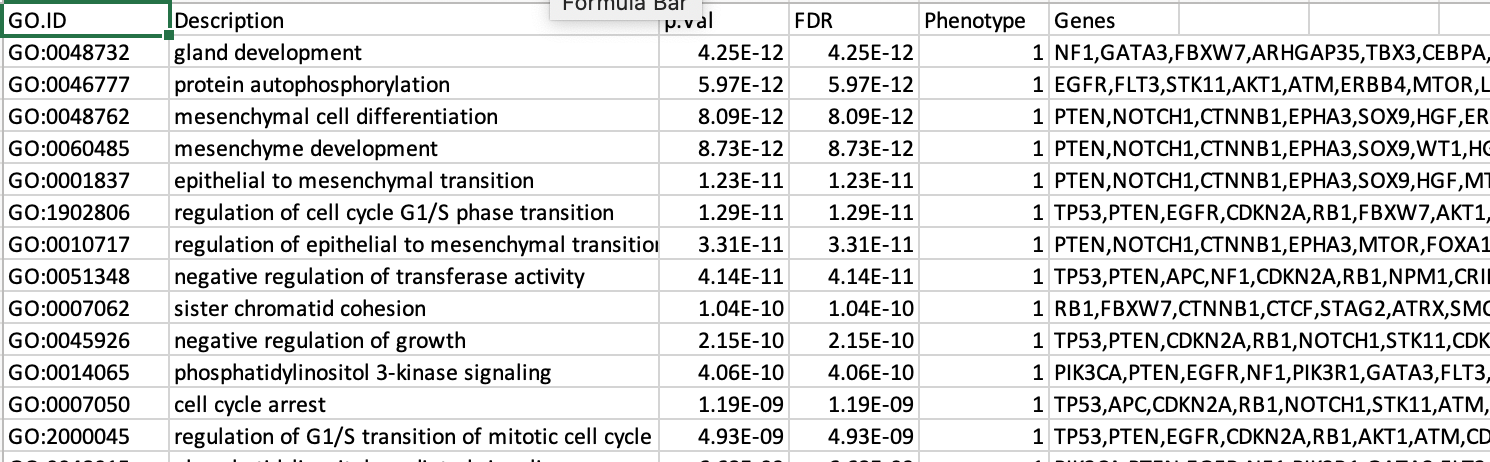 Formula Bar
GO.ID Description p.Val FDR Phenotype Genes
GO:0048732 gland development 4.25E-12 4.25E-12 1 NF1,GATA3,FBXW7,ARHGAP35,TBX3,CEBPA,
GO:0046777 protein autophosphorylation 5.97E-12 5.97E-12 1 EGFR,FLT3,STK11,AKT1,ATM,ERBB4,MTOR,L
GO:0048762 mesenchymal cell differentiation 8.09E-12 8.09E-12 1 PTEN,NOTCH1,CTNNB1,EPHA3,SOX9,HGF,ER
GO:0060485 mesenchyme development 8.73E-12 8.73E-12 1 PTEN,NOTCH1,CTNNB1,EPHA3,SOX9,WT1,HG
GO:0001837 epithelial to mesenchymal transition 1.23E-11 1.23E-11 1 PTEN,NOTCH1,CTNNB1,EPHA3,SOX9,HGF,MT
GO:1902806 regulation of cell cycle G1/S phase transition 1.29E-11 1.29E-11 1 TP53,PTEN,EGFR,CDKN2A,RB1,FBXW7,AKT1,
GO:0010717 regulation of epithelial to mesenchymal transition 3.31E-11 3.31E-11 1 PTEN,NOTCH1,CTNNB1,EPHA3,MTOR,FOXA1
GO:0051348 negative regulation of transferase activity 4.14E-11 4.14E-11 1 TP53,PTEN,APC,NF1,CDKN2A,RB1,NPM1,CRI
GO:0007062 sister chromatid cohesion 1.04E-10 1.04E-10 1 RB1,FBXW7,CTNNB1,CTCF,STAG2,ATRX,SMC
GO:0045926 negative regulation of growth 2.15E-10 2.15E-10 1 TP53,PTEN,CDKN2A,RB1,NOTCH1,STK11,CDK
GO:0014065 phosphatidylinositol 3-kinase signaling 4.06E-10 4.06E-10 1 PIK3CA,PTEN,EGFR,NF1,PIK3R1,GATA3,FLT3,
GO:0007050 cell cycle arrest 1.19E-09 1.19E-09 1 TP53,APC,CDKN2A,RB1,NOTCH1,STK11,ATM,
GO:2000045 regulation of G1/S transition of mitotic cell cycle 4.93E-09 4.93E-09 1 TP53,PTEN,EGFR,CDKN2A,RB1,AKT1,ATM,CD